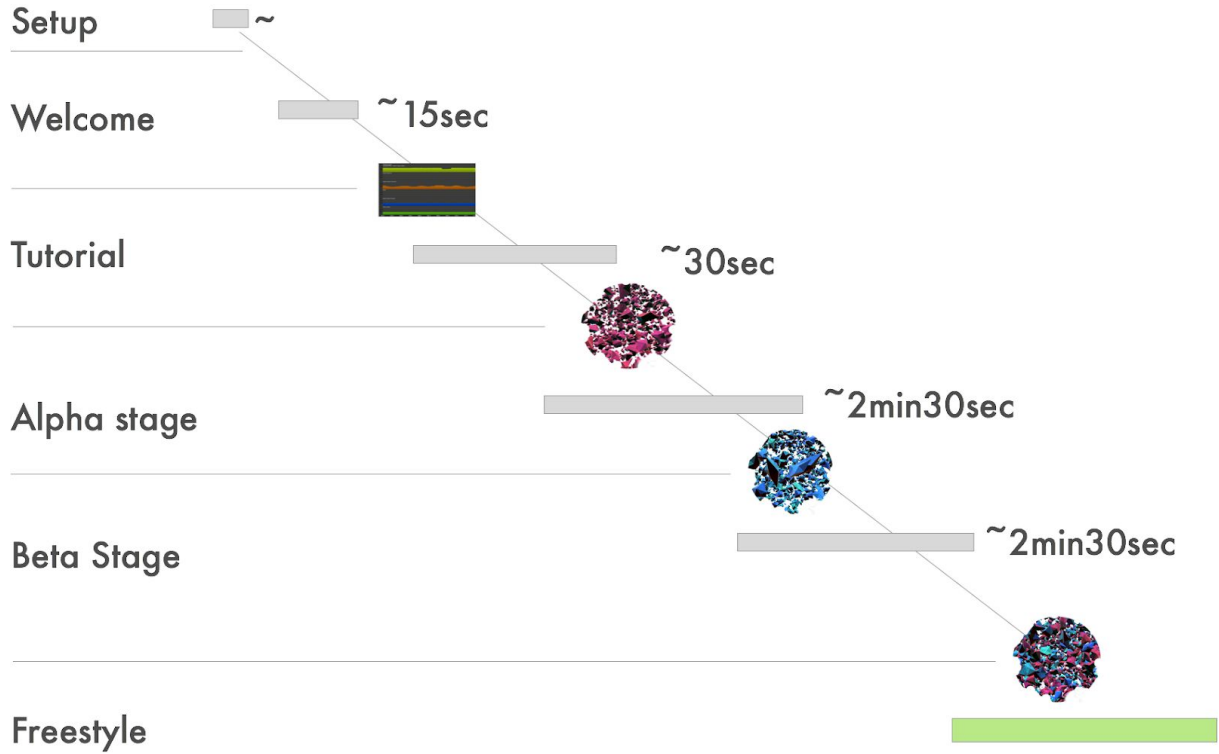 Setup ~
Welcome ~15sec
Tutorial ~30sec
Alpha stage ~2min30sec
Beta Stage ~2min30sec
Freestyle